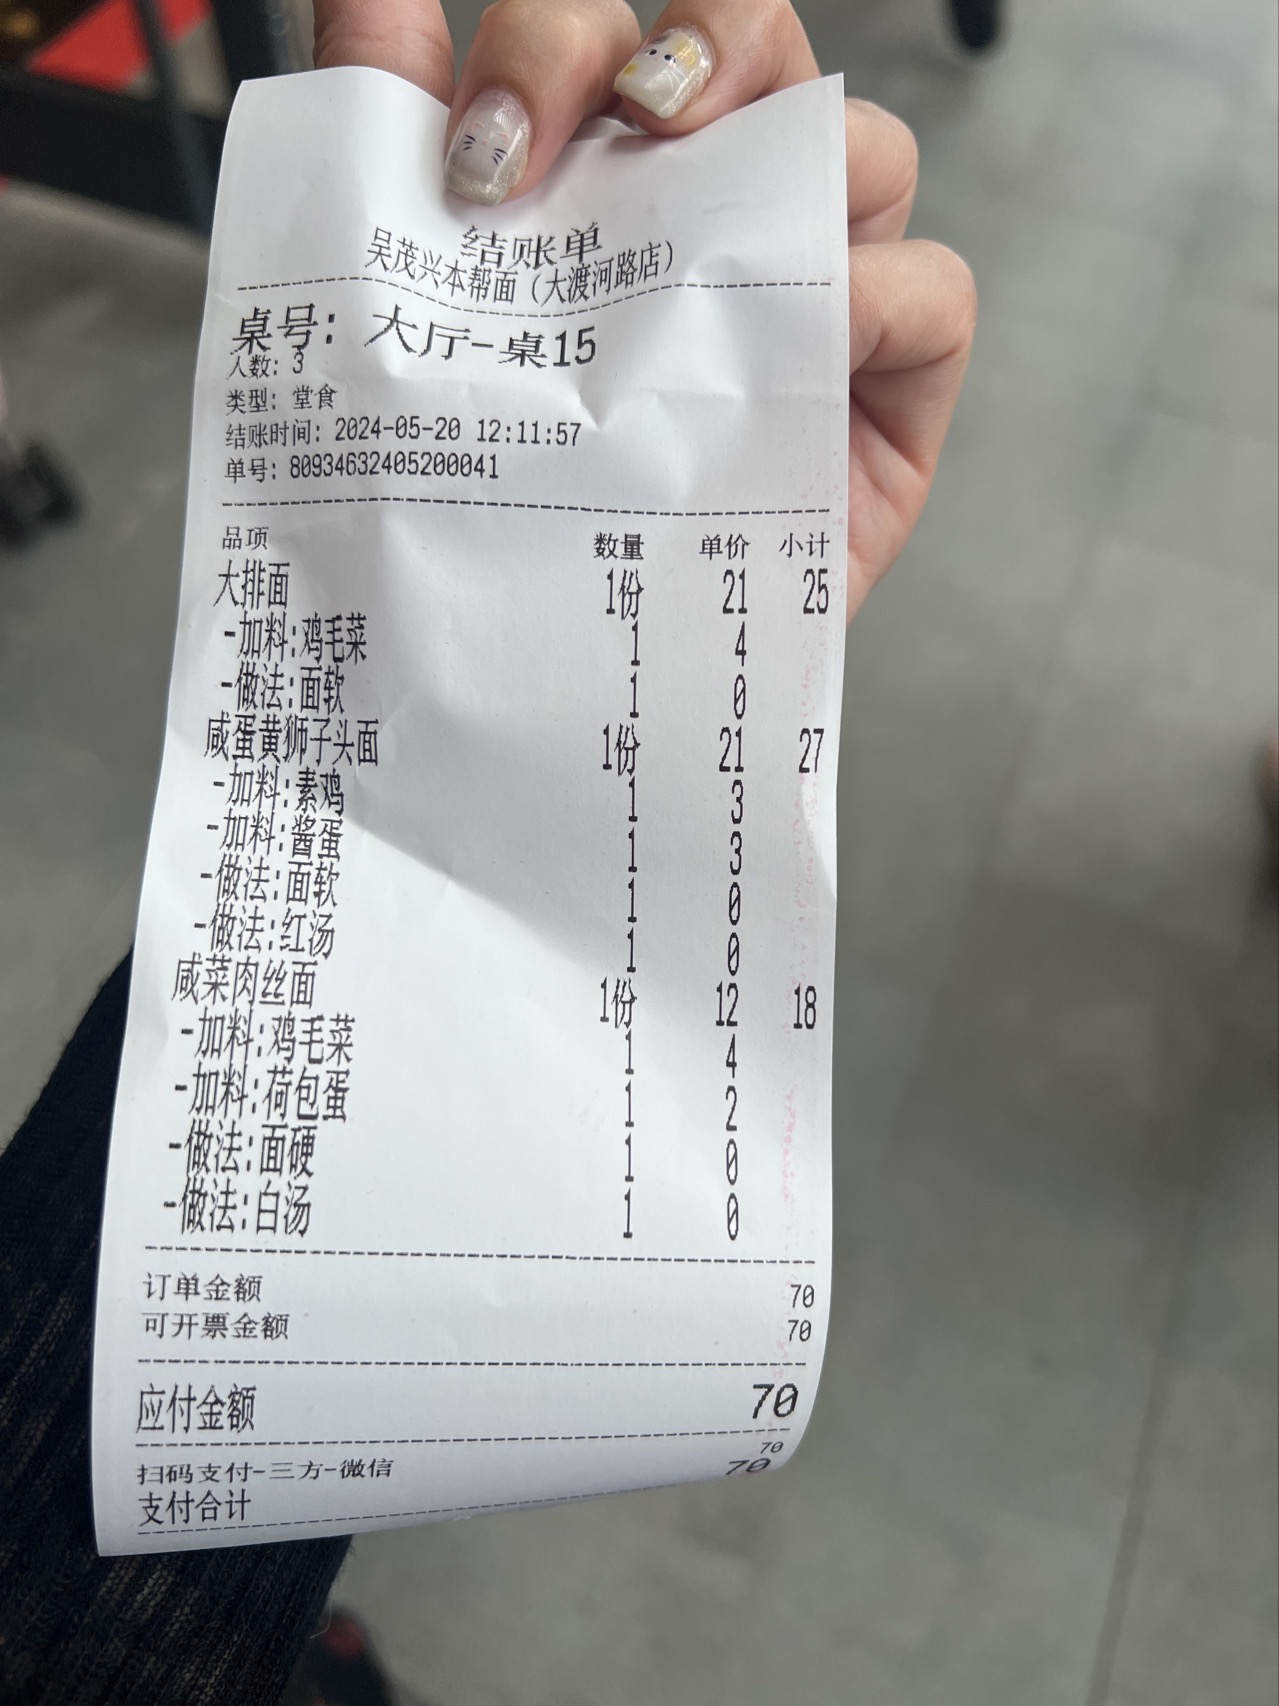 结账单
吴茂兴本帮面（大渡河路店）
桌号: 大厅-桌15
人数: 3
类型: 堂食
结账时间: 2024-05-20 12:11:57
单号: 80934632405200041
品项 数量 单价 小计
大排面 1份 21 25
-加料:鸡毛菜 1 4
-做法:面软 1 0
咸蛋黄狮子头面 1份 21 27
-加料:素鸡 1 3
-加料:酱蛋 1 3
-做法:面软 1 0
-做法:红汤 1 0
咸菜肉丝面 1份 12 18
-加料:鸡毛菜 1 4
-加料:荷包蛋 1 2
-做法:面硬 1 0
-做法:白汤 1 0
订单金额 70
可开票金额 70
应付金额 70
扫码支付-三方-微信 70
支付合计 70